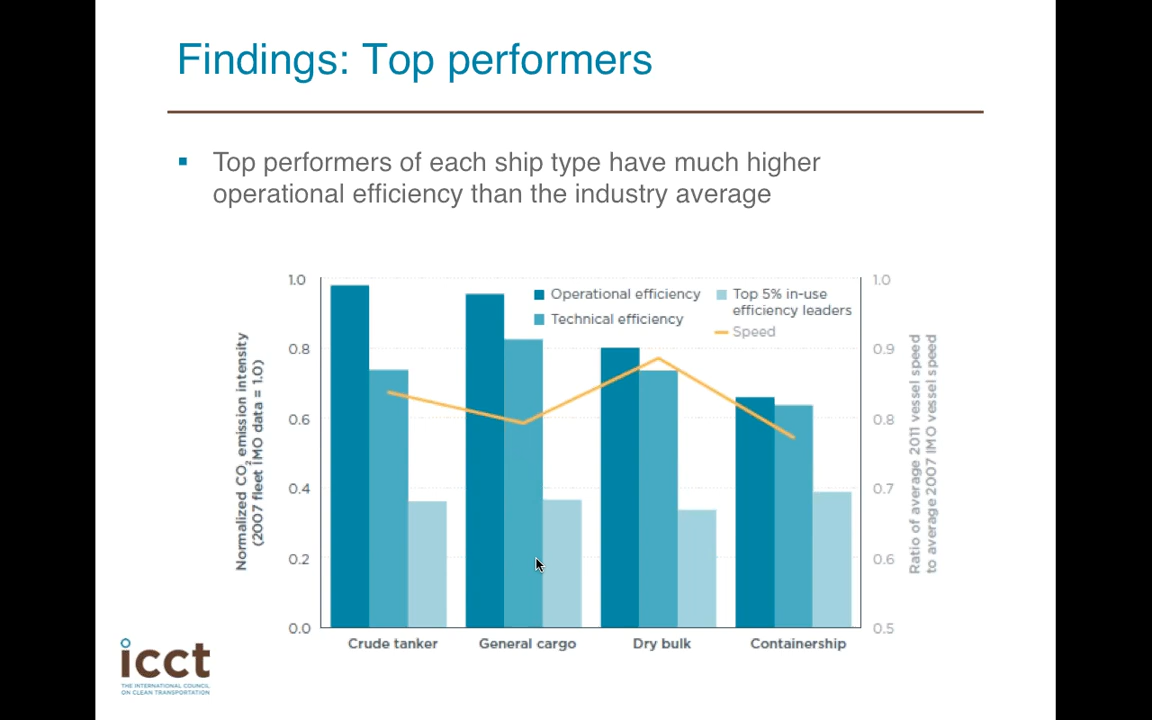 Findings: Top performers
Top performers of each ship type have much higher
operational efficiency than the industry average
Normalized CO2 emission intensity
(2007 fleet IMO data = 1.0)
1.0
0.8
0.6
0.4
0.2
0.0
Operational efficiency
Technical efficiency
Top 5% in-use
efficiency leaders
Speed
1.0
0.9
0.8
0.7
0.6
0.5
Ratio of average 2011 vessel speed
to average 2007 IMO vessel speed
Crude tanker
General cargo
Dry bulk
Containership
icct
THE INTERNATIONAL COUNCIL
ON CLEAN TRANSPORTATION